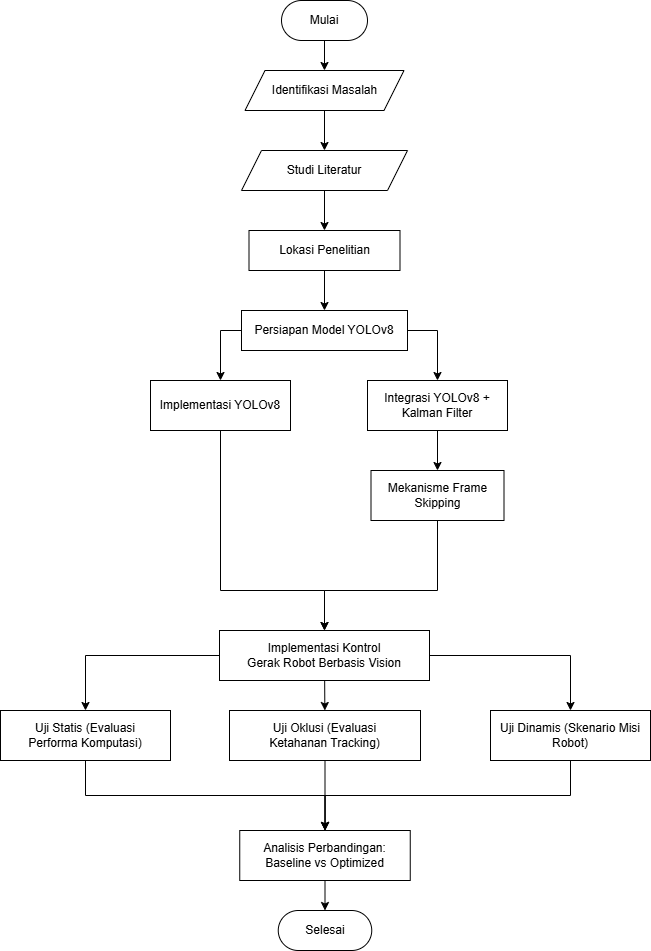 Mulai
Identifikasi Masalah
Studi Literatur
Lokasi Penelitian
Persiapan Model YOLOv8
Implementasi YOLOv8
Integrasi YOLOv8 +
Kalman Filter
Mekanisme Frame
Skipping
Implementasi Kontrol
Gerak Robot Berbasis Vision
Uji Statis (Evaluasi
Performa Komputasi)
Uji Oklusi (Evaluasi
Ketahanan Tracking)
Uji Dinamis (Skenario Misi
Robot)
Analisis Perbandingan:
Baseline vs Optimized
Selesai